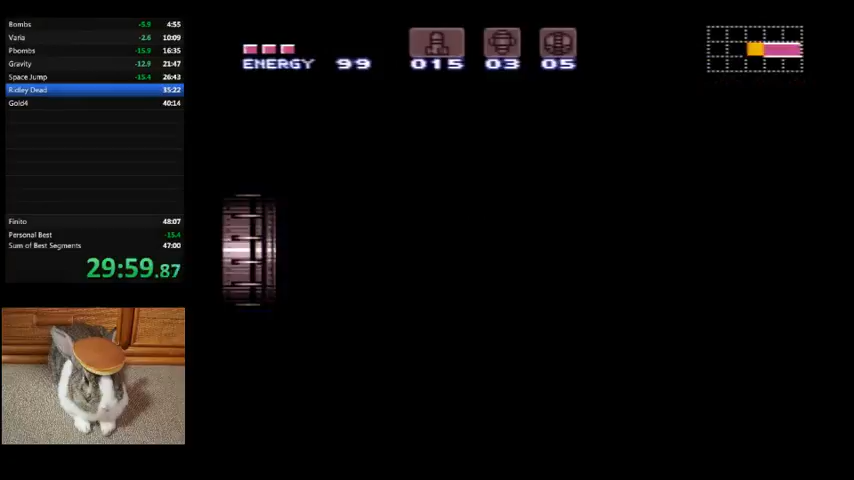 Bombs -5.9 4:55
Varia -2.6 10:09
Pbombs -15.9 16:35
Gravity -12.9 21:47
Space Jump -15.4 26:43
Ridley Dead 35:22
Gold4 40:14
Finito 48:07
Personal Best -15.4
Sum of Best Segments 47:00
29:59.87
ENERGY 99
015 03 05